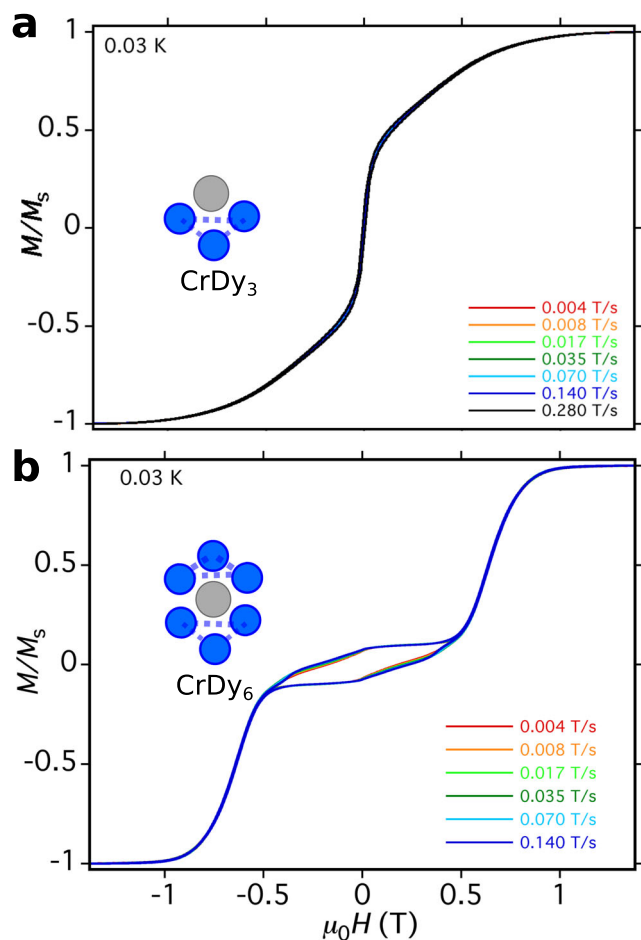 a
0.03 K
1
0.5
0
-0.5
-1
M/Ms
CrDy3
0.004 T/s
0.008 T/s
0.017 T/s
0.035 T/s
0.070 T/s
0.140 T/s
0.280 T/s
b
0.03 K
1
0.5
0
-0.5
-1
M/Ms
CrDy6
0.004 T/s
0.008 T/s
0.017 T/s
0.035 T/s
0.070 T/s
0.140 T/s
-1 -0.5 0 0.5 1
μ0H (T)